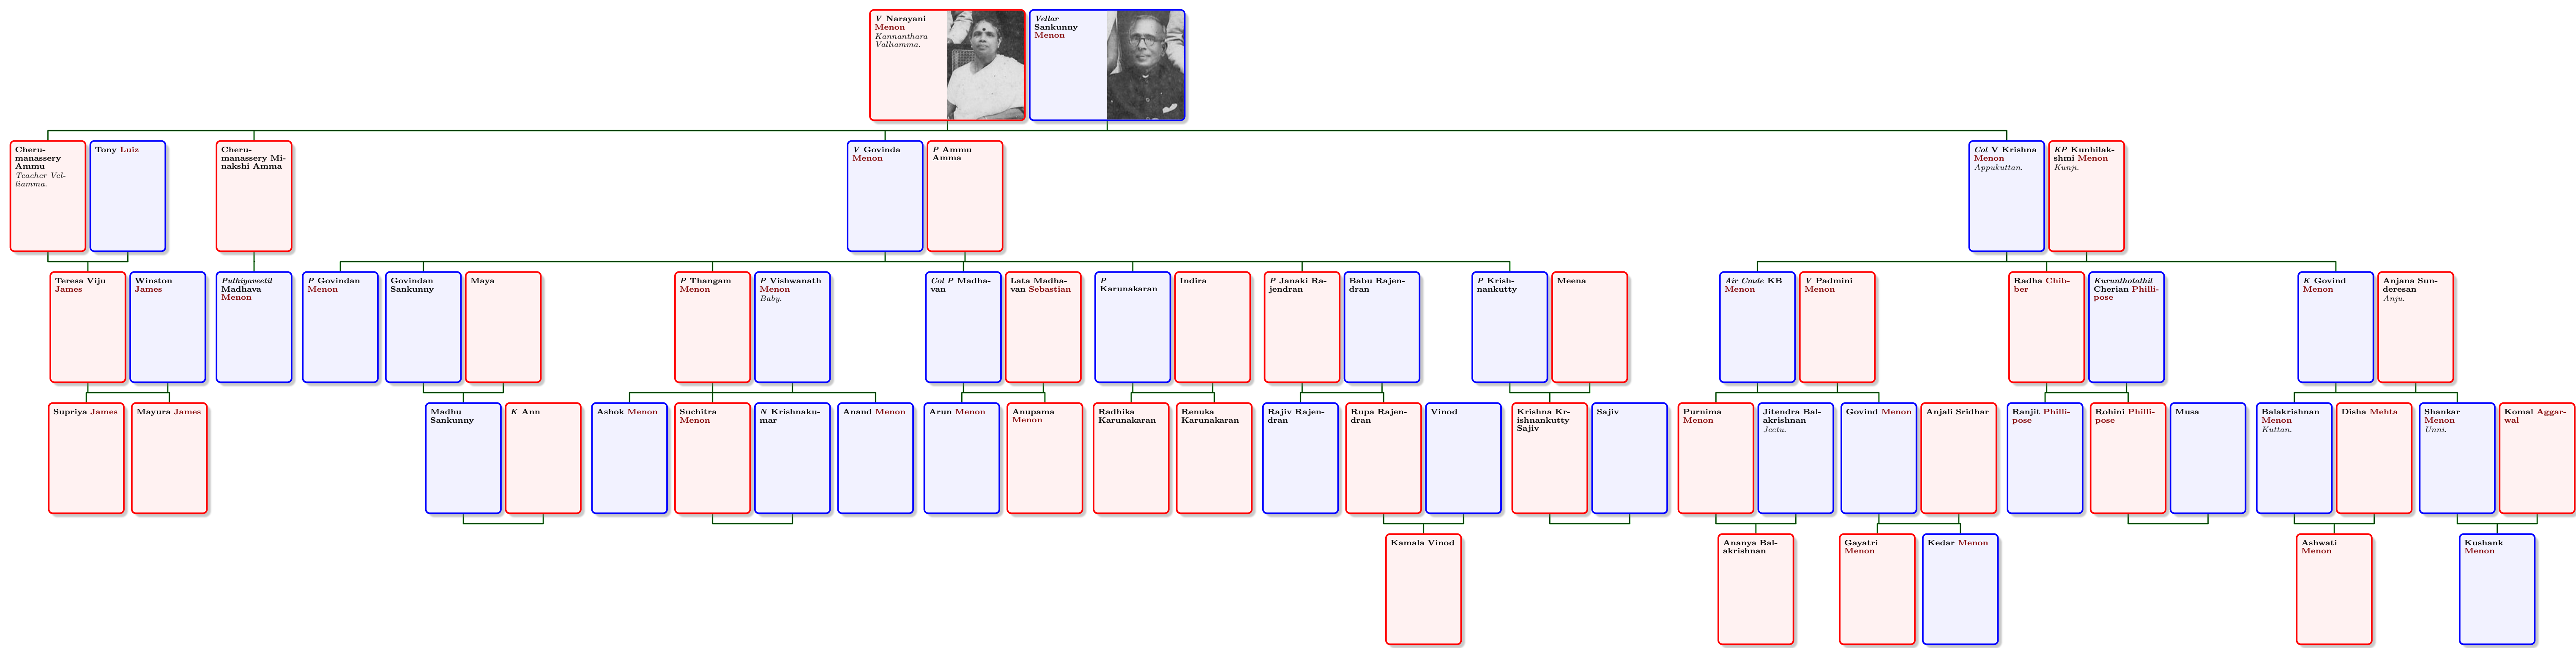 V Narayani
Menon
Kannanthara
Valliamma.
Vellar
Sankunny
Menon
Cheru-
manassery
Ammu
Teacher Vel-
liamma.
Tony Luiz
Cheru-
manassery Mi-
nakshi Amma
V Govinda
Menon
P Ammu
Amma
Col V Krishna
Menon
Appukuttan.
KP Kunhilak-
shmi Menon
Kunji.
Teresa Viju
James
Winston
James
Puthiyaveetil
Madhava
Menon
P Govindan
Menon
Govindan
Sankunny
Maya
P Thangam
Menon
P Vishwanath
Menon
Baby.
Col P Madha-
van
Lata Madha-
van Sebastian
P
Karunakaran
Indira
P Janaki Ra-
jendran
Babu Rajen-
dran
P Krish-
nankutty
Meena
Air Cmde KB
Menon
V Padmini
Menon
Radha Chib-
ber
Kurunthotathil
Cherian Philli-
pose
K Govind
Menon
Anjana Sun-
deresan
Anju.
Supriya James
Mayura James
Madhu
Sankunny
K Ann
Ashok Menon
Suchitra
Menon
N Krishnaku-
mar
Anand Menon
Arun Menon
Anupama
Menon
Radhika
Karunakaran
Renuka
Karunakaran
Rajiv Rajen-
dran
Rupa Rajen-
dran
Vinod
Krishna Kr-
ishnankutty
Sajiv
Sajiv
Purnima
Menon
Jitendra Bal-
akrishnan
Jeetu.
Govind Menon
Anjali Sridhar
Ranjit Philli-
pose
Rohini Philli-
pose
Musa
Balakrishnan
Menon
Kuttan.
Disha Mehta
Shankar
Menon
Unni.
Komal Aggar-
wal
Kamala Vinod
Ananya Bal-
akrishnan
Gayatri
Menon
Kedar Menon
Ashwati
Menon
Kushank
Menon